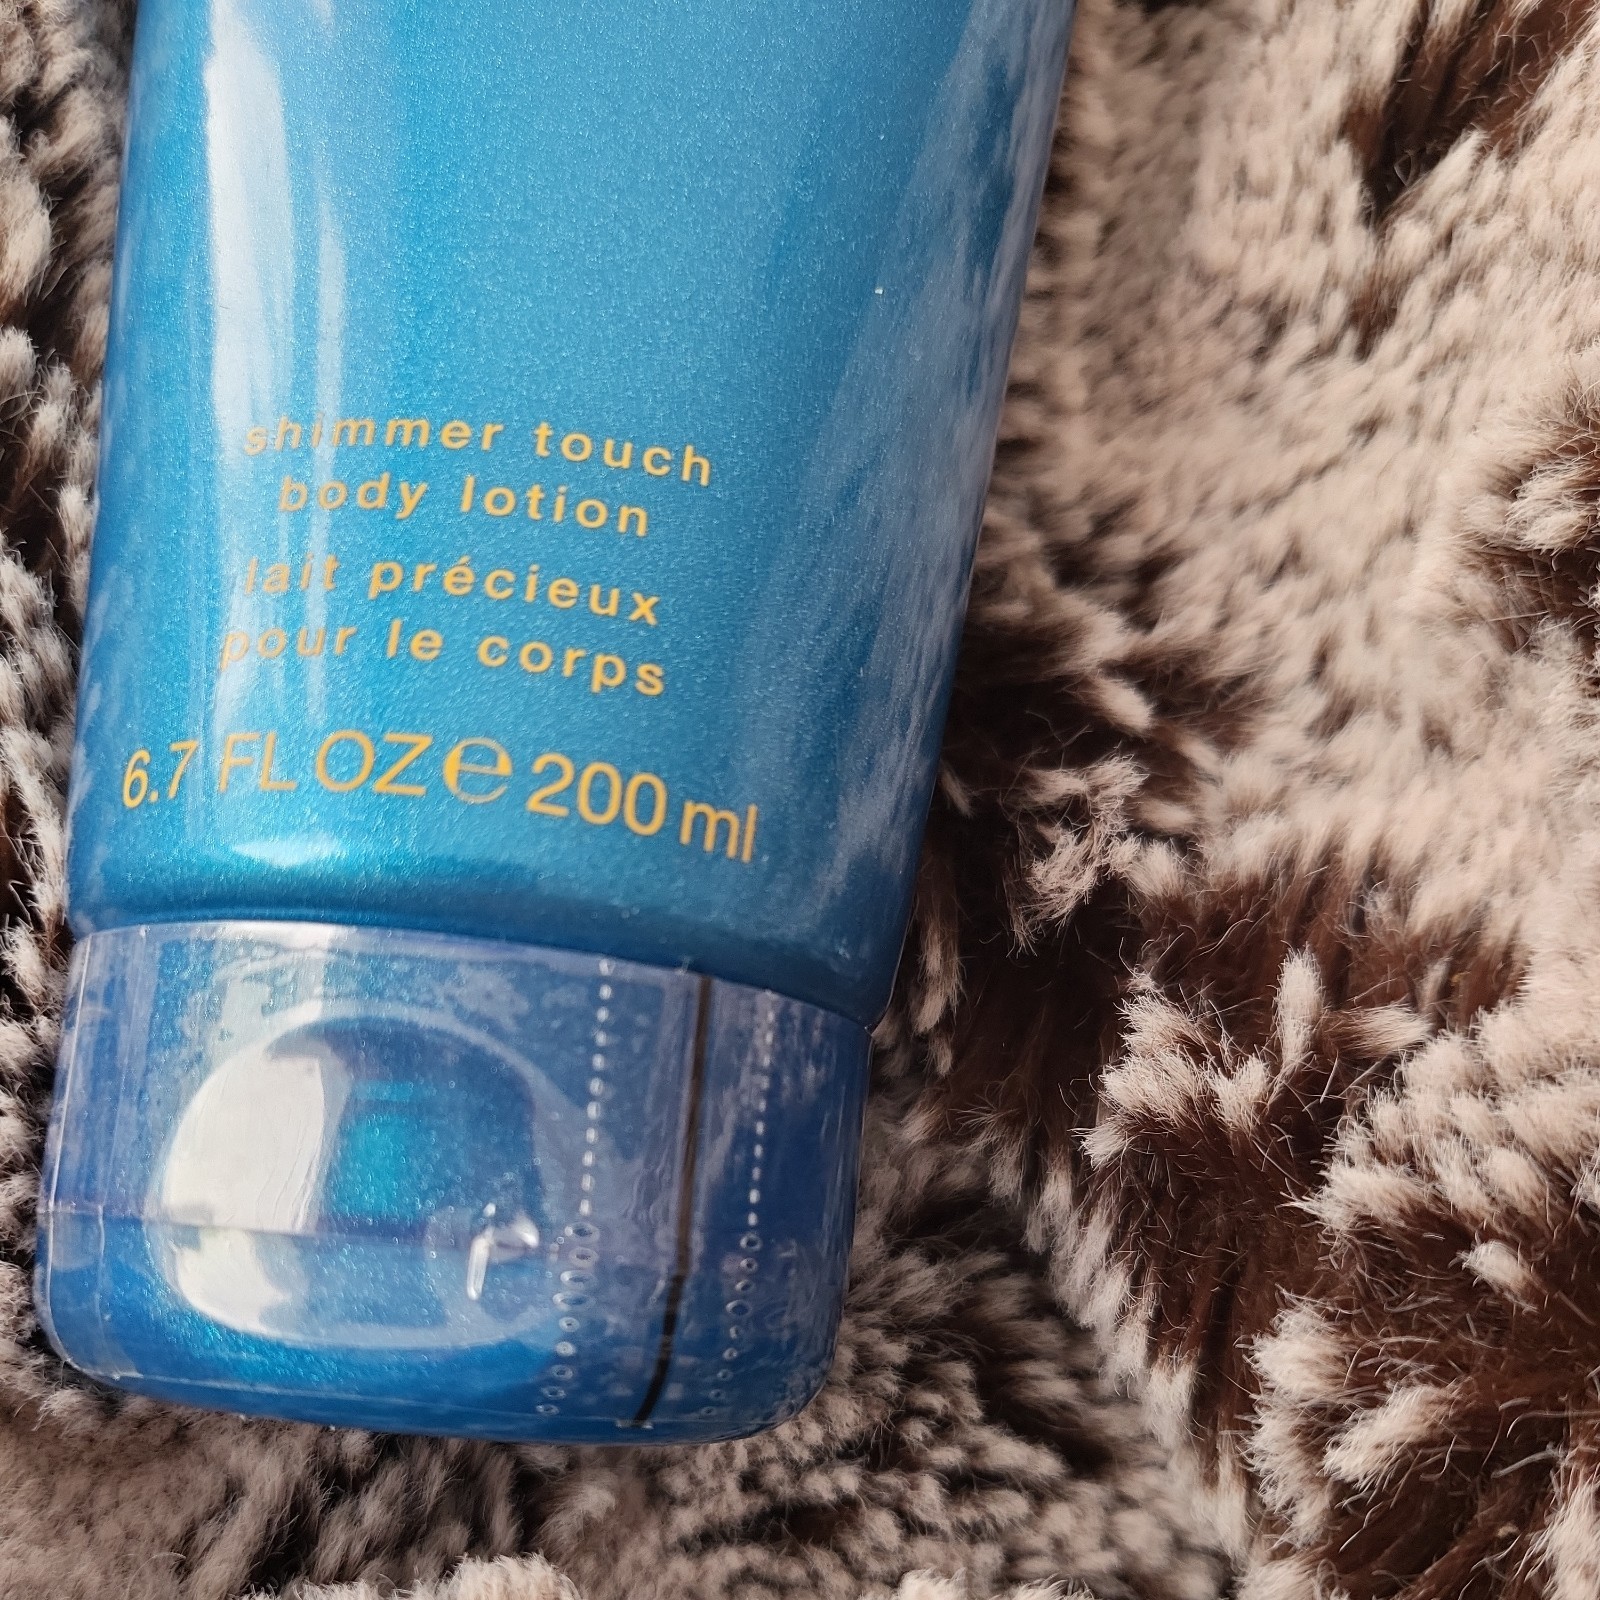 shimmer touch
body lotion
lait précieux
pour le corps
6.7 FL OZ ℮ 200 ml